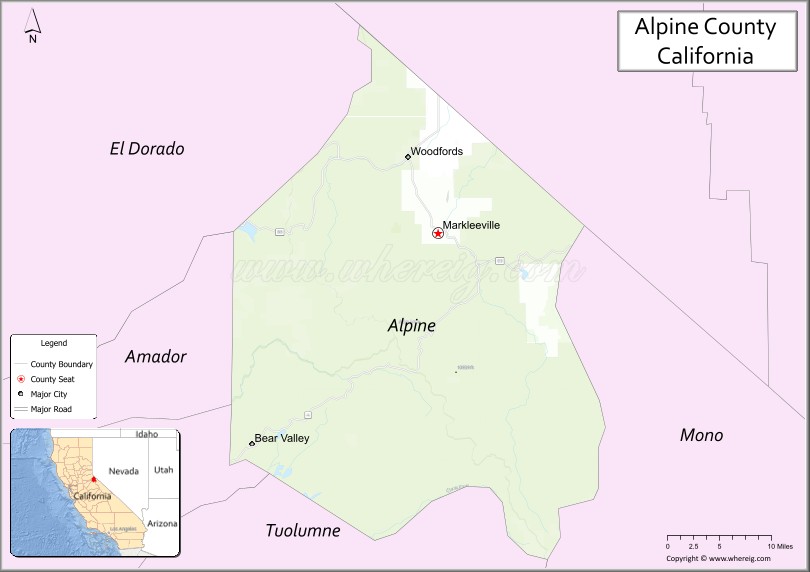 Alpine County
California
N
El Dorado
Woodfords
Markleeville
www.whereig.com
Alpine
Amador
Legend
County Boundary
County Seat
Major City
Major Road
Bear Valley
Mono
Tuolumne
Idaho
Nevada
Utah
California
Los Angeles
Arizona
0 2.5 5 10 Miles
Copyright © www.whereig.com